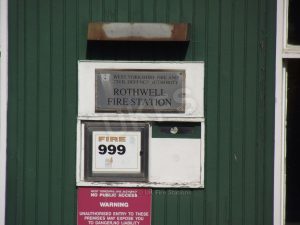 WEST YORKSHIRE FIRE AND
CIVIL DEFENCE AUTHORITY
ROTHWELL
FIRE STATION
FIRE
999
NO PUBLIC ACCESS
WARNING
UNAUTHORISED ENTRY TO THESE
PREMISES MAY EXPOSE YOU
TO DANGER/NO LIABILITY